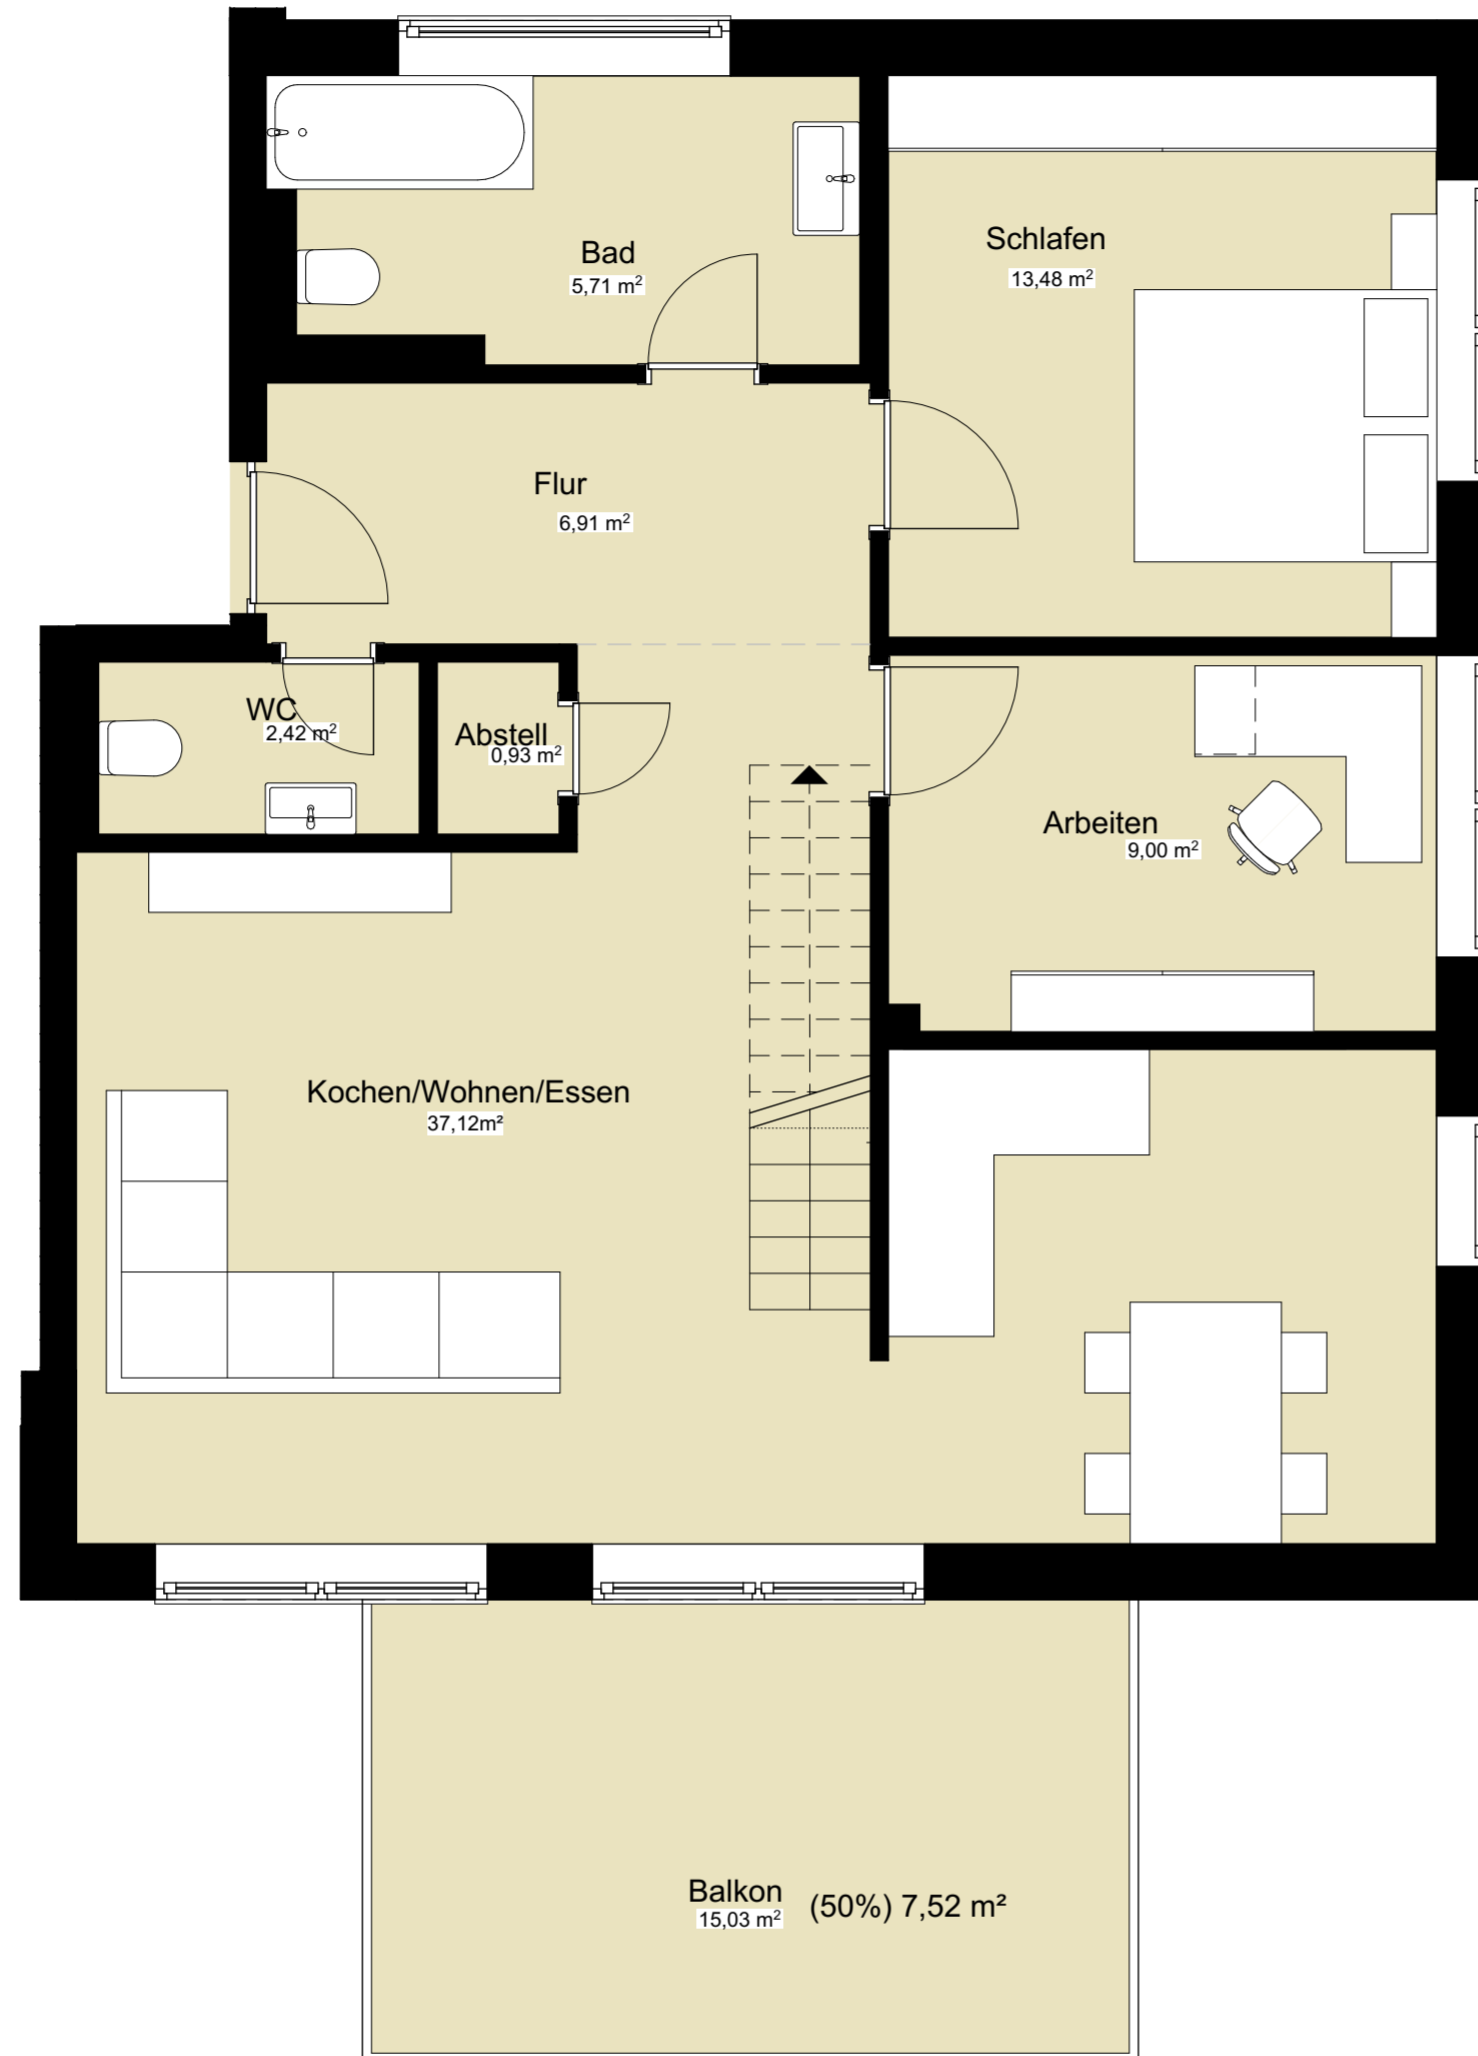 Bad
5,71 m²
Schlafen
13,48 m²
Flur
6,91 m²
WC
2,42 m²
Abstell
0,93 m²
Arbeiten
9,00 m²
Kochen/Wohnen/Essen
37,12m²
Balkon (50%) 7,52 m²
15,03 m²